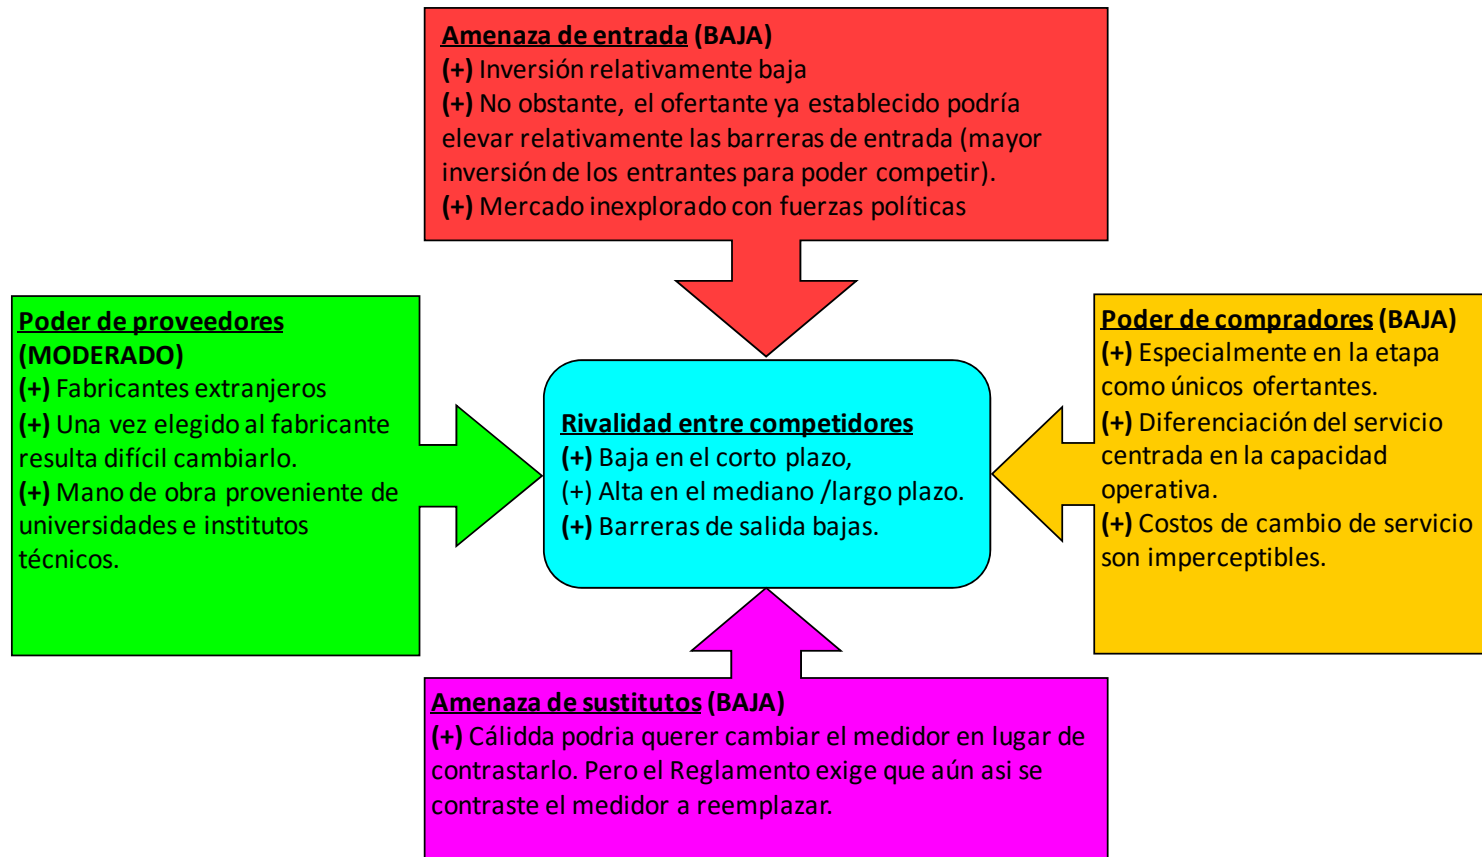 Amenaza de entrada (BAJA)
(+) Inversión relativamente baja
(+) No obstante, el ofertante ya establecido podría
elevar relativamente las barreras de entrada (mayor
inversión de los entrantes para poder competir).
(+) Mercado inexplorado con fuerzas políticas
Poder de proveedores
(MODERADO)
(+) Fabricantes extranjeros
(+) Una vez elegido al fabricante
resulta difícil cambiarlo.
(+) Mano de obra proveniente de
universidades e institutos
técnicos.
Rivalidad entre competidores
(+) Baja en el corto plazo,
(+) Alta en el mediano /largo plazo.
(+) Barreras de salida bajas.
Poder de compradores (BAJA)
(+) Especialmente en la etapa
como únicos ofertantes.
(+) Diferenciación del servicio
centrada en la capacidad
operativa.
(+) Costos de cambio de servicio
son imperceptibles.
Amenaza de sustitutos (BAJA)
(+) Cálidda podria querer cambiar el medidor en lugar de
contrastarlo. Pero el Reglamento exige que aún asi se
contraste el medidor a reemplazar.